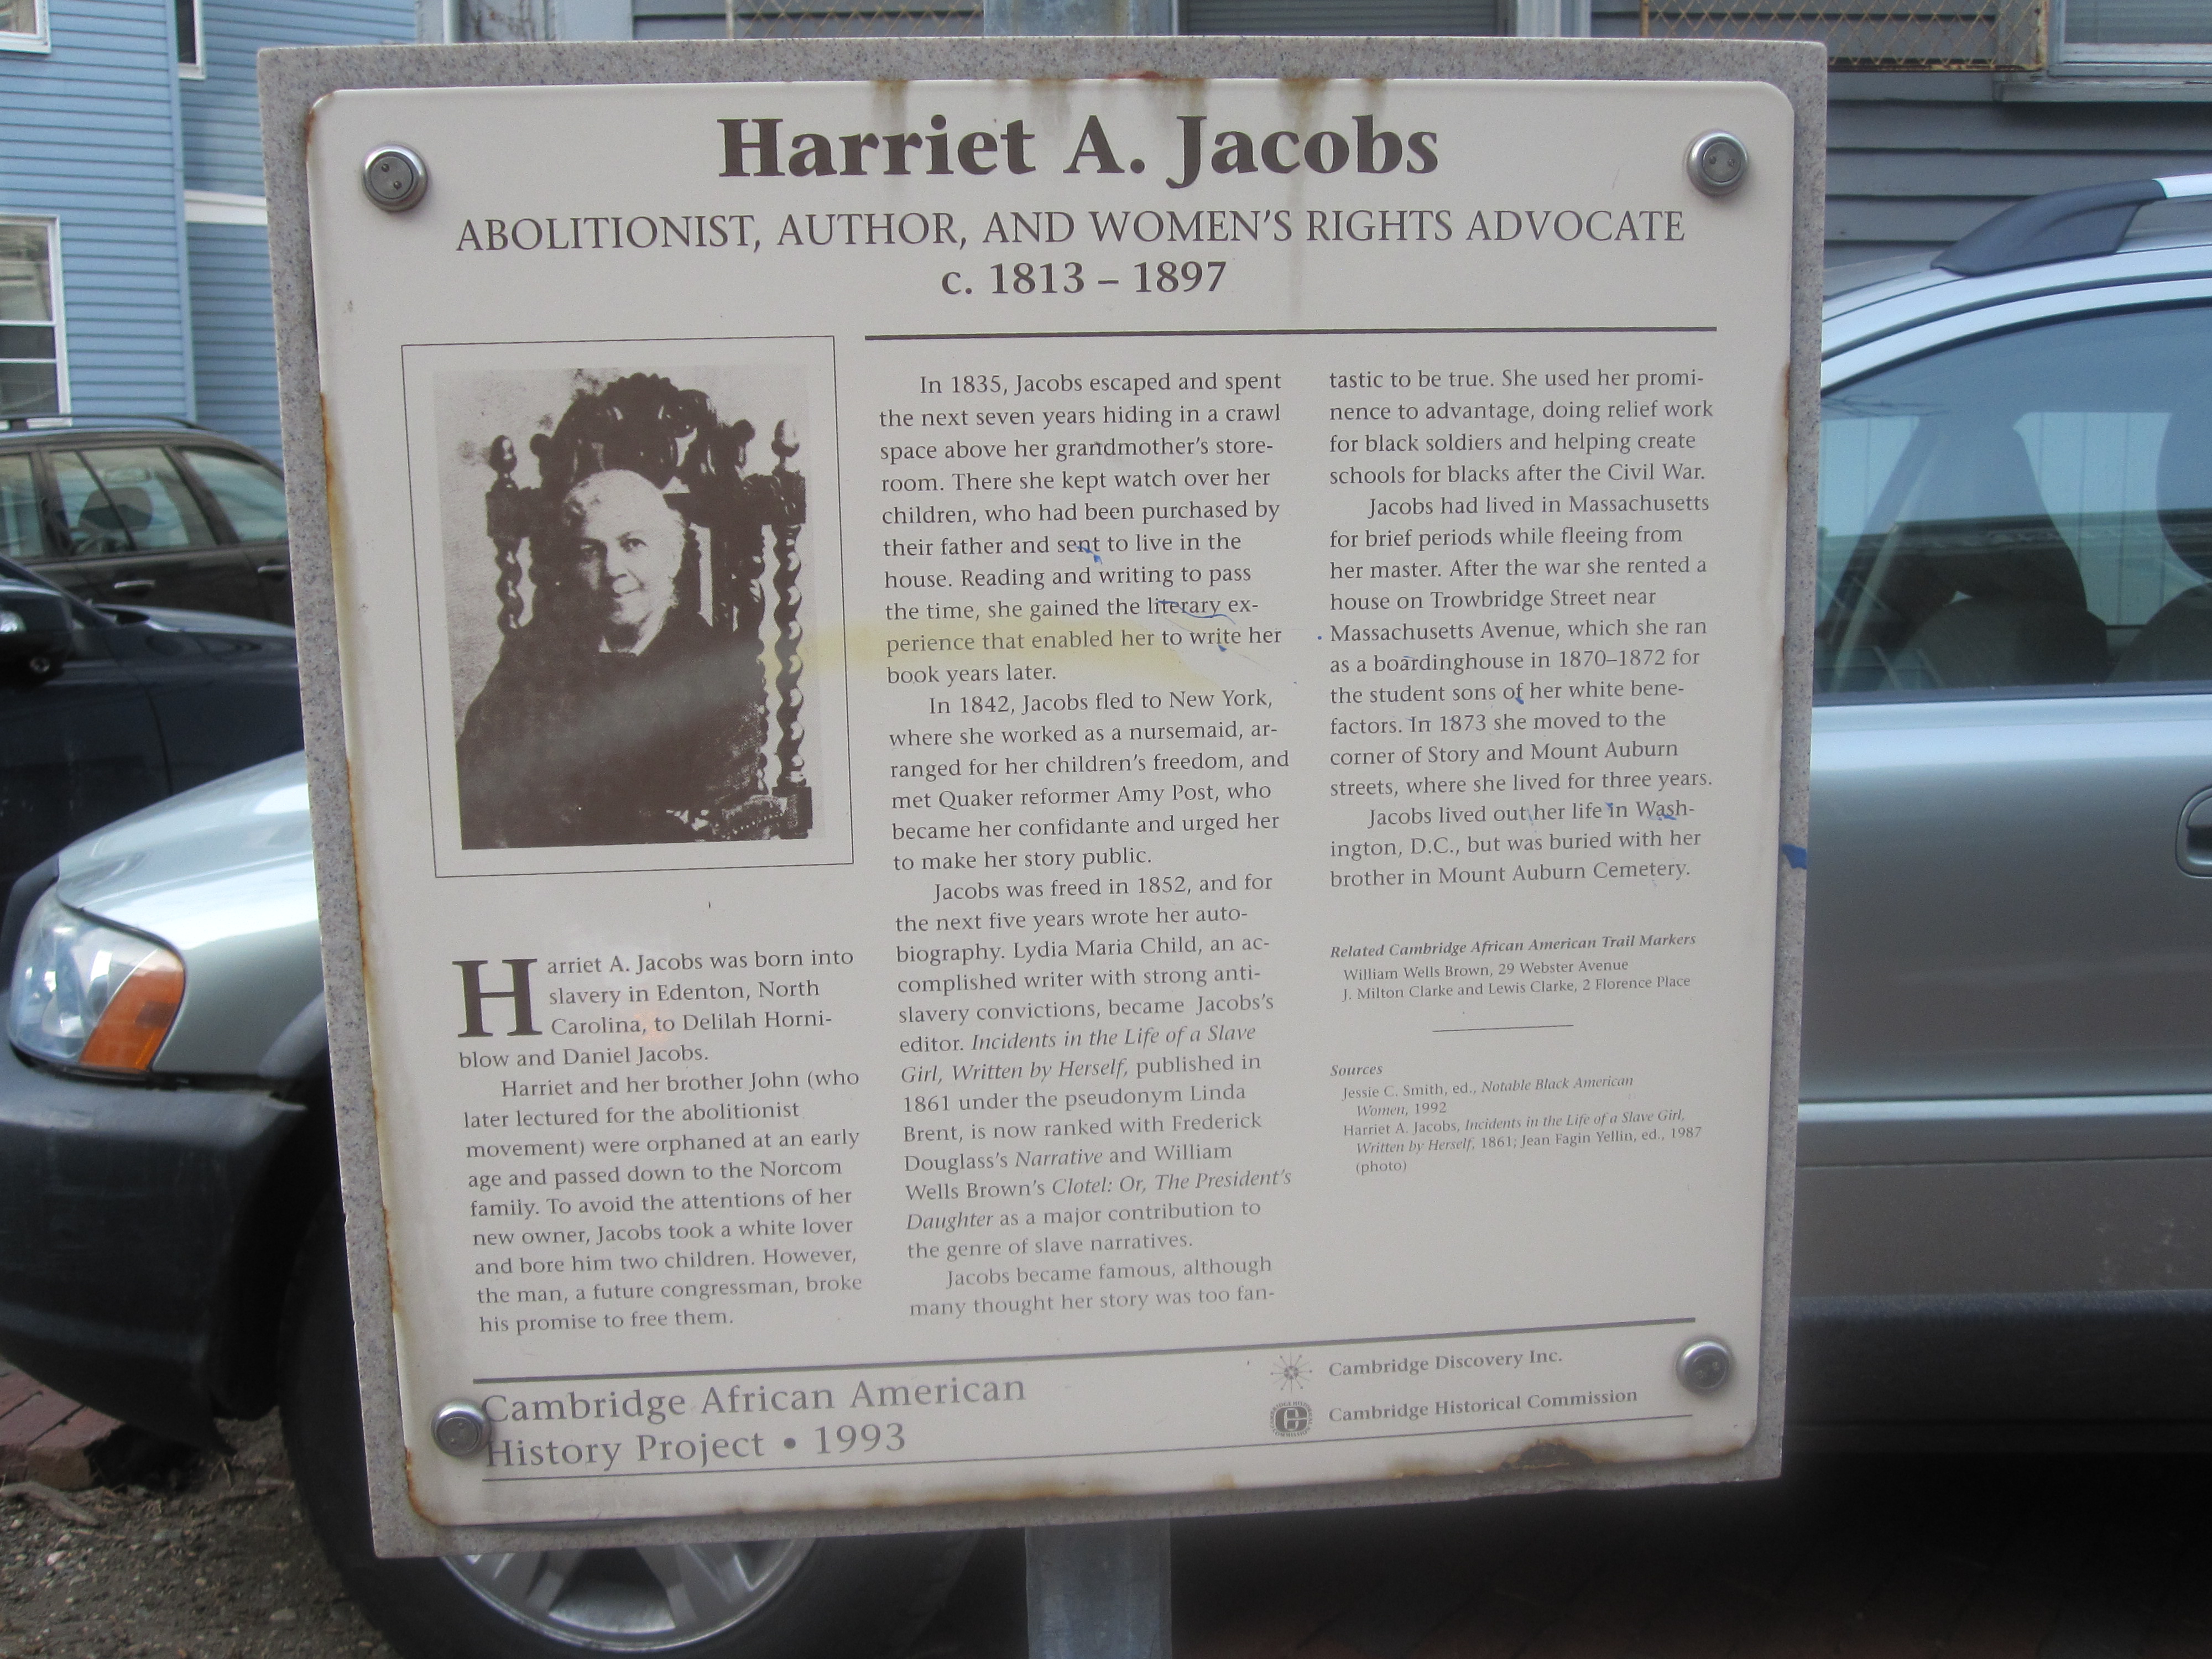 Harriet A. Jacobs
ABOLITIONIST, AUTHOR, AND WOMEN'S RIGHTS ADVOCATE
c. 1813 – 1897
Harriet A. Jacobs was born into
slavery in Edenton, North
Carolina, to Delilah Horni-
blow and Daniel Jacobs.
Harriet and her brother John (who
later lectured for the abolitionist
movement) were orphaned at an early
age and passed down to the Norcom
family. To avoid the attentions of her
new owner, Jacobs took a white lover
and bore him two children. However,
the man, a future congressman, broke
his promise to free them.
In 1835, Jacobs escaped and spent
the next seven years hiding in a crawl
space above her grandmother's store-
room. There she kept watch over her
children, who had been purchased by
their father and sent to live in the
house. Reading and writing to pass
the time, she gained the literary ex-
perience that enabled her to write her
book years later.
In 1842, Jacobs fled to New York,
where she worked as a nursemaid, ar-
ranged for her children's freedom, and
met Quaker reformer Amy Post, who
became her confidante and urged her
to make her story public.
Jacobs was freed in 1852, and for
the next five years wrote her auto-
biography. Lydia Maria Child, an ac-
complished writer with strong anti-
slavery convictions, became Jacobs's
editor. Incidents in the Life of a Slave
Girl, Written by Herself, published in
1861 under the pseudonym Linda
Brent, is now ranked with Frederick
Douglass's Narrative and William
Wells Brown's Clotel: Or, The President's
Daughter as a major contribution to
the genre of slave narratives.
Jacobs became famous, although
many thought her story was too fan-
tastic to be true. She used her promi-
nence to advantage, doing relief work
for black soldiers and helping create
schools for blacks after the Civil War.
Jacobs had lived in Massachusetts
for brief periods while fleeing from
her master. After the war she rented a
house on Trowbridge Street near
Massachusetts Avenue, which she ran
as a boardinghouse in 1870–1872 for
the student sons of her white bene-
factors. In 1873 she moved to the
corner of Story and Mount Auburn
streets, where she lived for three years.
Jacobs lived out her life in Wash-
ington, D.C., but was buried with her
brother in Mount Auburn Cemetery.
Related Cambridge African American Trail Markers
William Wells Brown, 29 Webster Avenue
J. Milton Clarke and Lewis Clarke, 2 Florence Place
Sources
Jessie C. Smith, ed., Notable Black American
Women, 1992
Harriet A. Jacobs, Incidents in the Life of a Slave Girl,
Written by Herself, 1861; Jean Fagin Yellin, ed., 1987
(photo)
Cambridge African American
History Project • 1993
Cambridge Discovery Inc.
Cambridge Historical Commission